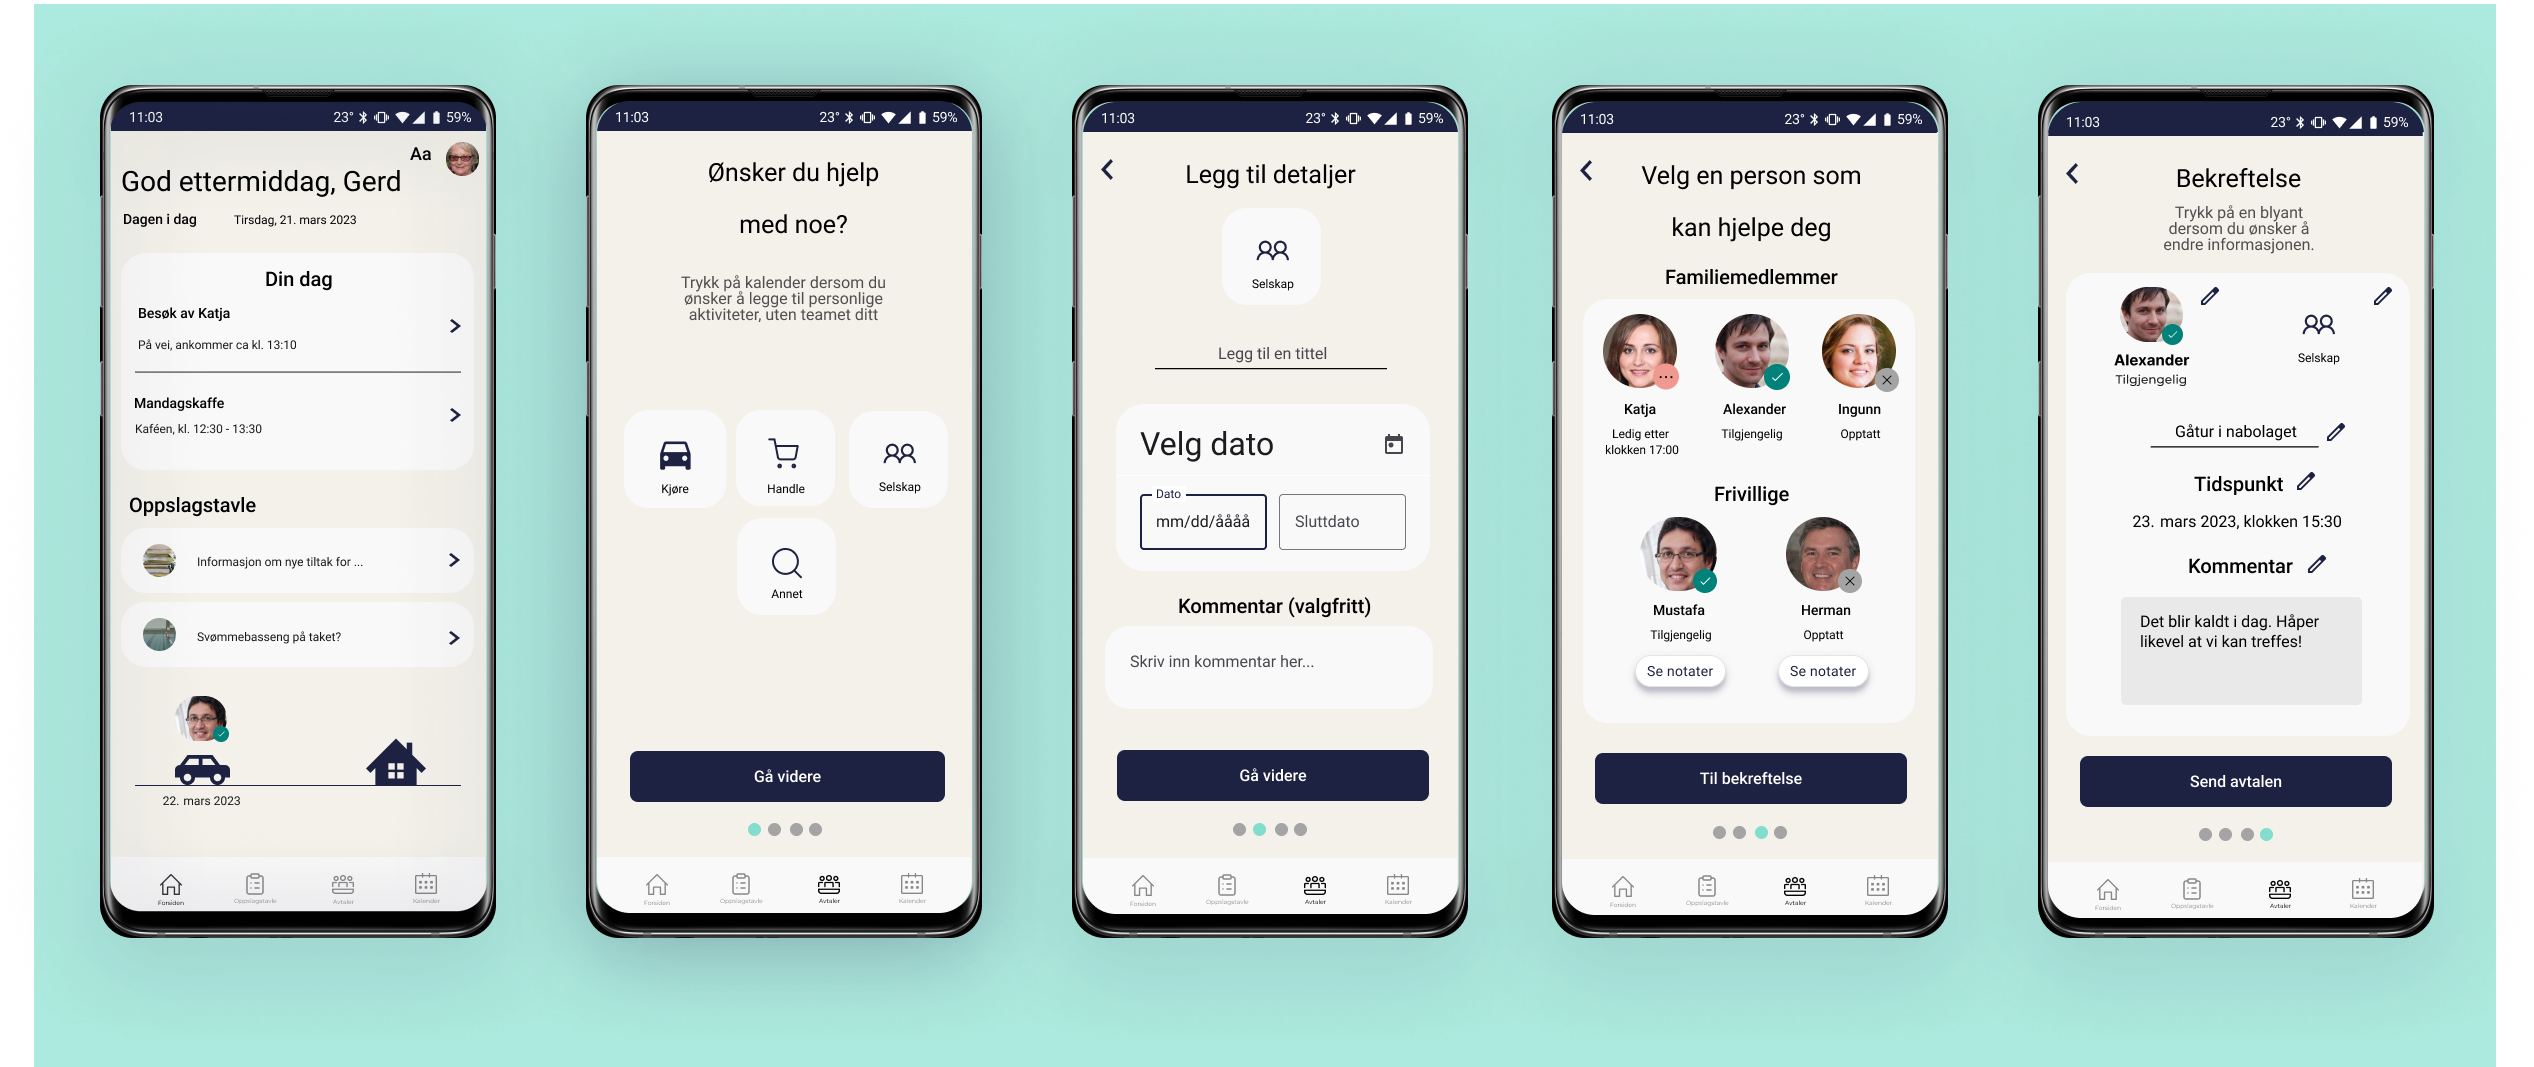 11:03 23° 59%
Aa
God ettermiddag, Gerd
Dagen i dag Tirsdag, 21. mars 2023
Din dag
Besøk av Katja
På vei, ankommer ca kl. 13:10
Mandagskaffe
Kaféen, kl. 12:30 - 13:30
Oppslagstavle
Informasjon om nye tiltak for ...
Svømmebasseng på taket?
22. mars 2023
Forsiden Oppslagstavle Avtaler Kalender
11:03 23° 59%
Ønsker du hjelp
med noe?
Trykk på kalender dersom du
ønsker å legge til personlige
aktiviteter, uten teamet ditt
Kjøre Handle Selskap
Annet
Gå videre
Forsiden Oppslagstavle Avtaler Kalender
11:03 23° 59%
Legg til detaljer
Selskap
Legg til en tittel
Velg dato
Dato
mm/dd/åååå Sluttdato
Kommentar (valgfritt)
Skriv inn kommentar her...
Gå videre
Forsiden Oppslagstavle Avtaler Kalender
11:03 23° 59%
Velg en person som
kan hjelpe deg
Familiemedlemmer
Katja Alexander Ingunn
Ledig etter Tilgjengelig Opptatt
klokken 17:00
Frivillige
Mustafa Herman
Tilgjengelig Opptatt
Se notater Se notater
Til bekreftelse
Forsiden Oppslagstavle Avtaler Kalender
11:03 23° 59%
Bekreftelse
Trykk på en blyant
dersom du ønsker å
endre informasjonen.
Alexander Selskap
Tilgjengelig
Gåtur i nabolaget
Tidspunkt
23. mars 2023, klokken 15:30
Kommentar
Det blir kaldt i dag. Håper
likevel at vi kan treffes!
Send avtalen
Forsiden Oppslagstavle Avtaler Kalender